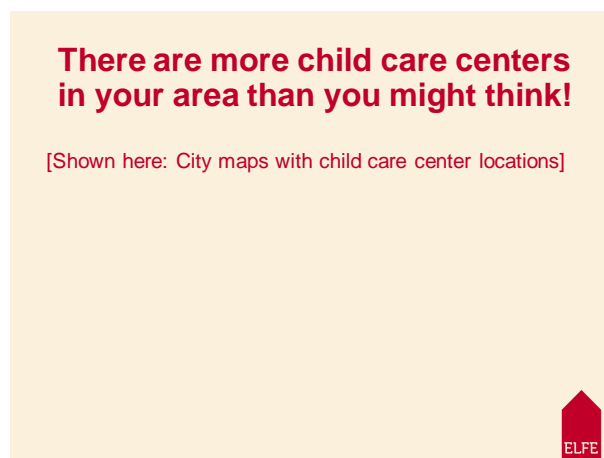 There are more child care centers
in your area than you might think!
[Shown here: City maps with child care center locations]
ELFE